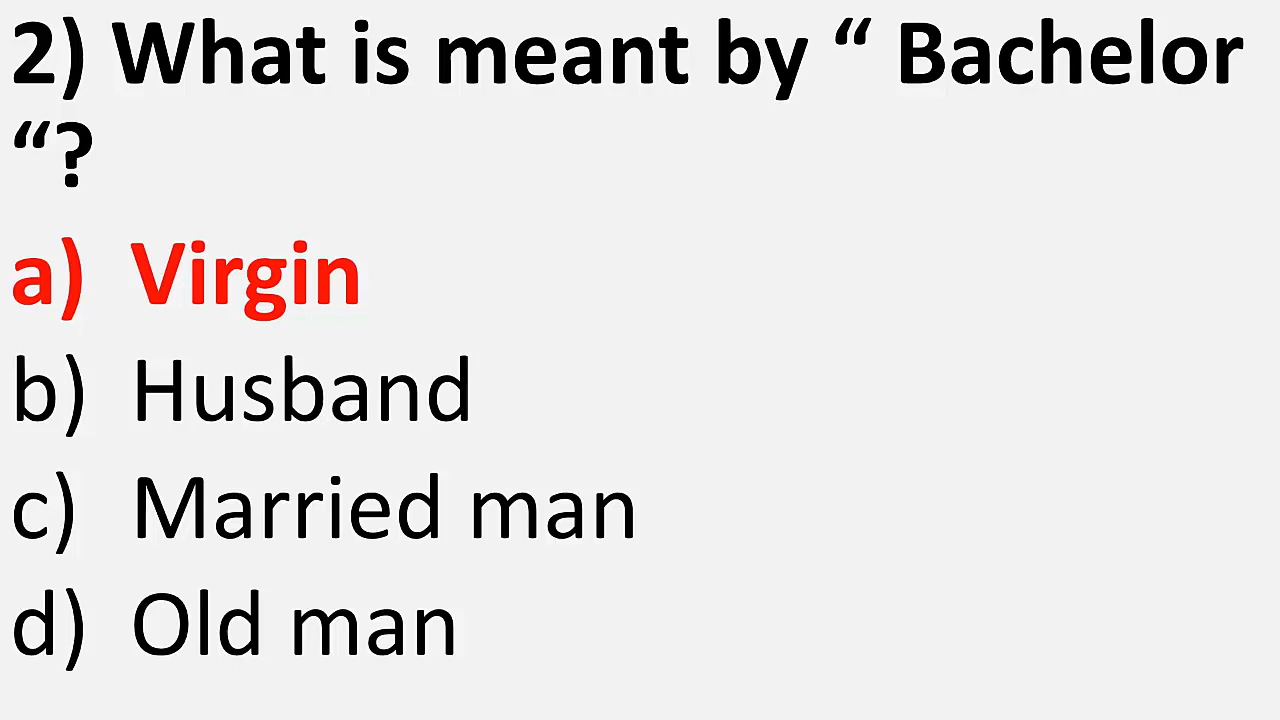 2) What is meant by “ Bachelor
“?
a) Virgin
b) Husband
c) Married man
d) Old man